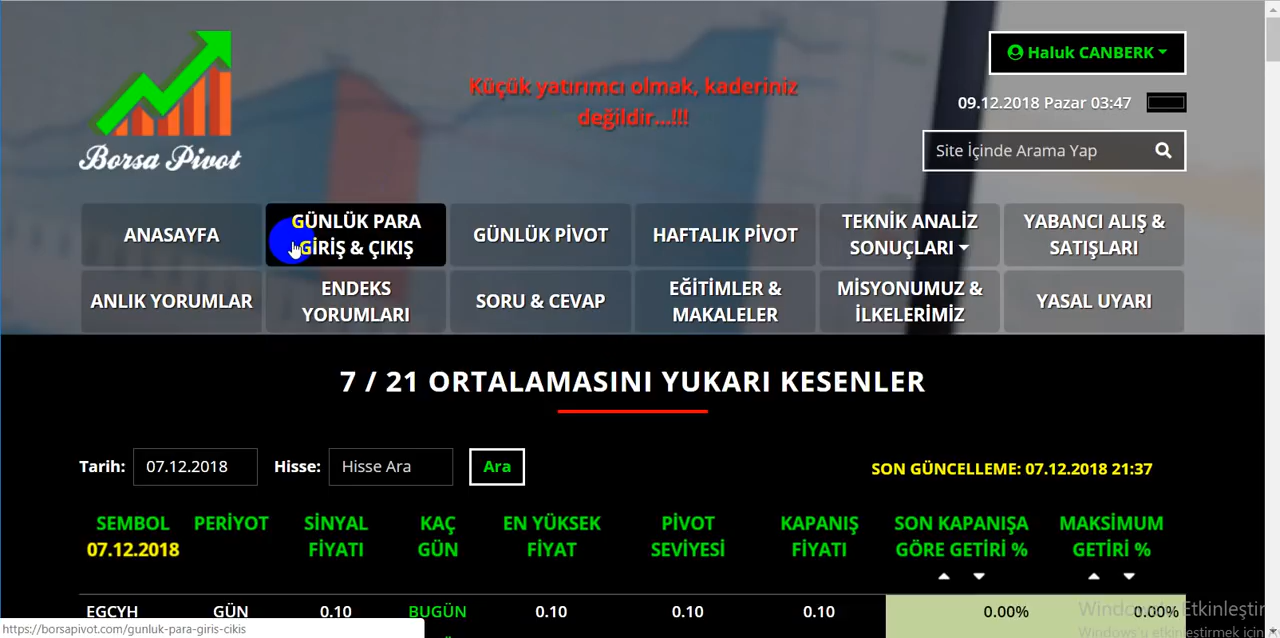 Borsa Pivot
Küçük yatırımcı olmak, kaderiniz
değildir...!!!
Haluk CANBERK
09.12.2018 Pazar 03:47
Site İçinde Arama Yap
ANASAYFA
GÜNLÜK PARA
GİRİŞ & ÇIKIŞ
GÜNLÜK PİVOT
HAFTALIK PİVOT
TEKNİK ANALİZ
SONUÇLARI
YABANCI ALIŞ &
SATIŞLARI
ANLIK YORUMLAR
ENDEKS
YORUMLARI
SORU & CEVAP
EĞİTİMLER &
MAKALELER
MİSYONUMUZ &
İLKELERİMİZ
YASAL UYARI
7 / 21 ORTALAMASINI YUKARI KESENLER
Tarih: 07.12.2018 Hisse: Hisse Ara Ara
SON GÜNCELLEME: 07.12.2018 21:37
SEMBOL
07.12.2018
PERİYOT
SİNYAL
FİYATI
KAÇ
GÜN
EN YÜKSEK
FİYAT
PİVOT
SEVİYESİ
KAPANIŞ
FİYATI
SON KAPANIŞA
GÖRE GETİRİ %
MAKSİMUM
GETİRİ %
EGCYH GÜN 0.10 BUGÜN 0.10 0.10 0.10 0.00% 0.00%
Windows'u Etkinleştir
Windows'u etkinleştirmek için
https://borsapivot.com/gunluk-para-giris-cikis